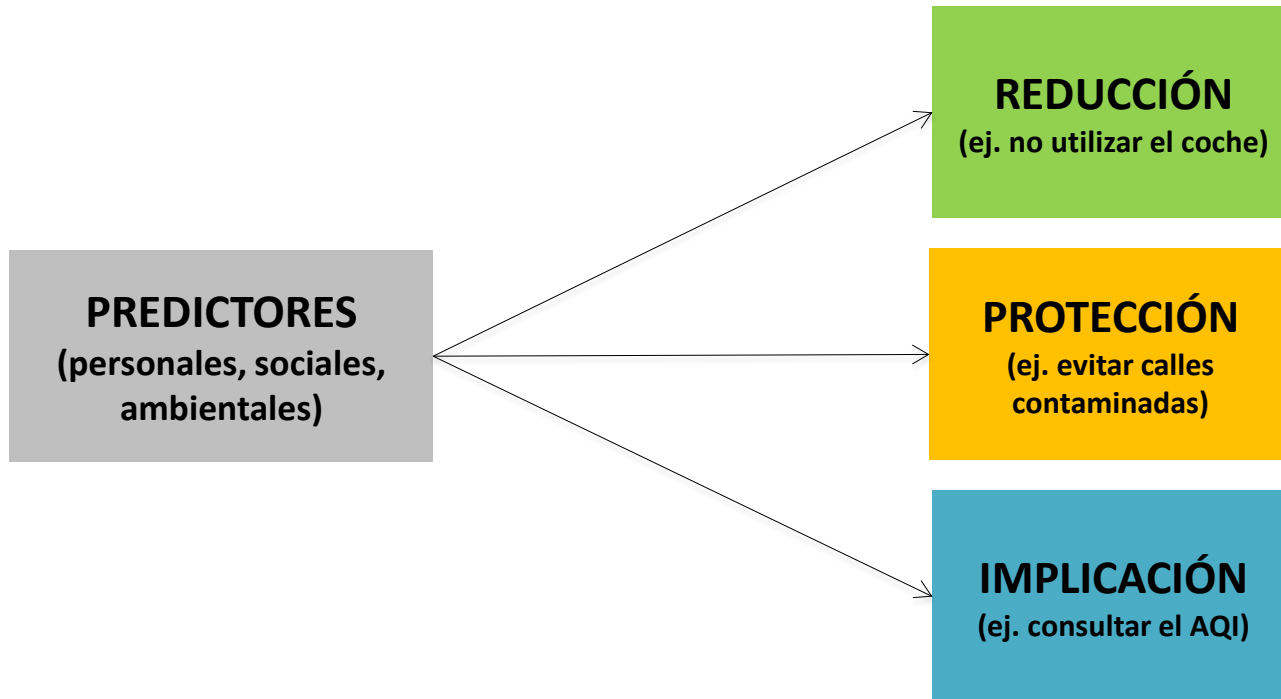 PREDICTORES
(personales, sociales,
ambientales)
REDUCCIÓN
(ej. no utilizar el coche)
PROTECCIÓN
(ej. evitar calles
contaminadas)
IMPLICACIÓN
(ej. consultar el AQI)